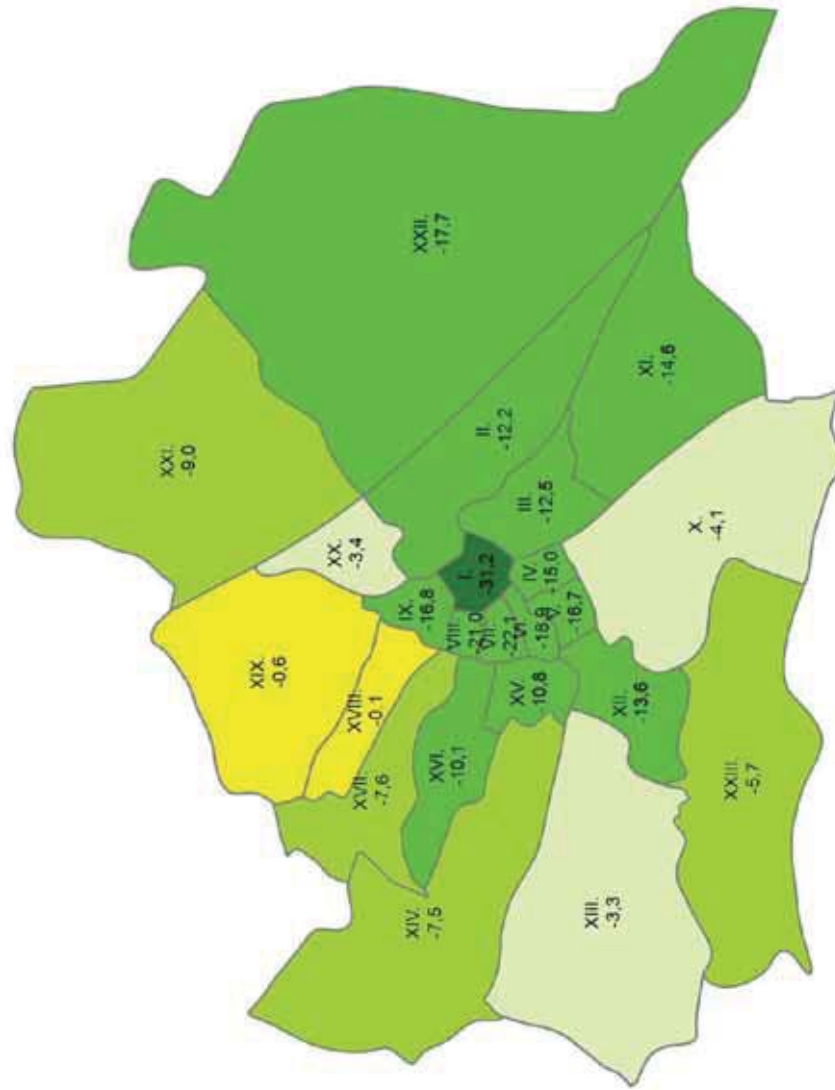 XXI.
-9,0
XIX.
-0,6
XX.
-3,4
XVIII.
-0,1
XVII.
-7,6
IX.
-16,8
XIV.
-7,5
XXII.
-17,7
XVI.
-10,1
VIII.
-21,0
I.
-31,2
II.
-12,2
VII.
-22,1
XV.
10,8
VI.
-18,9
III.
-12,5
IV.
-15,0
V.
-16,7
XIII.
-3,3
XII.
-13,6
XI.
-14,6
X.
-4,1
XXIII.
-5,7